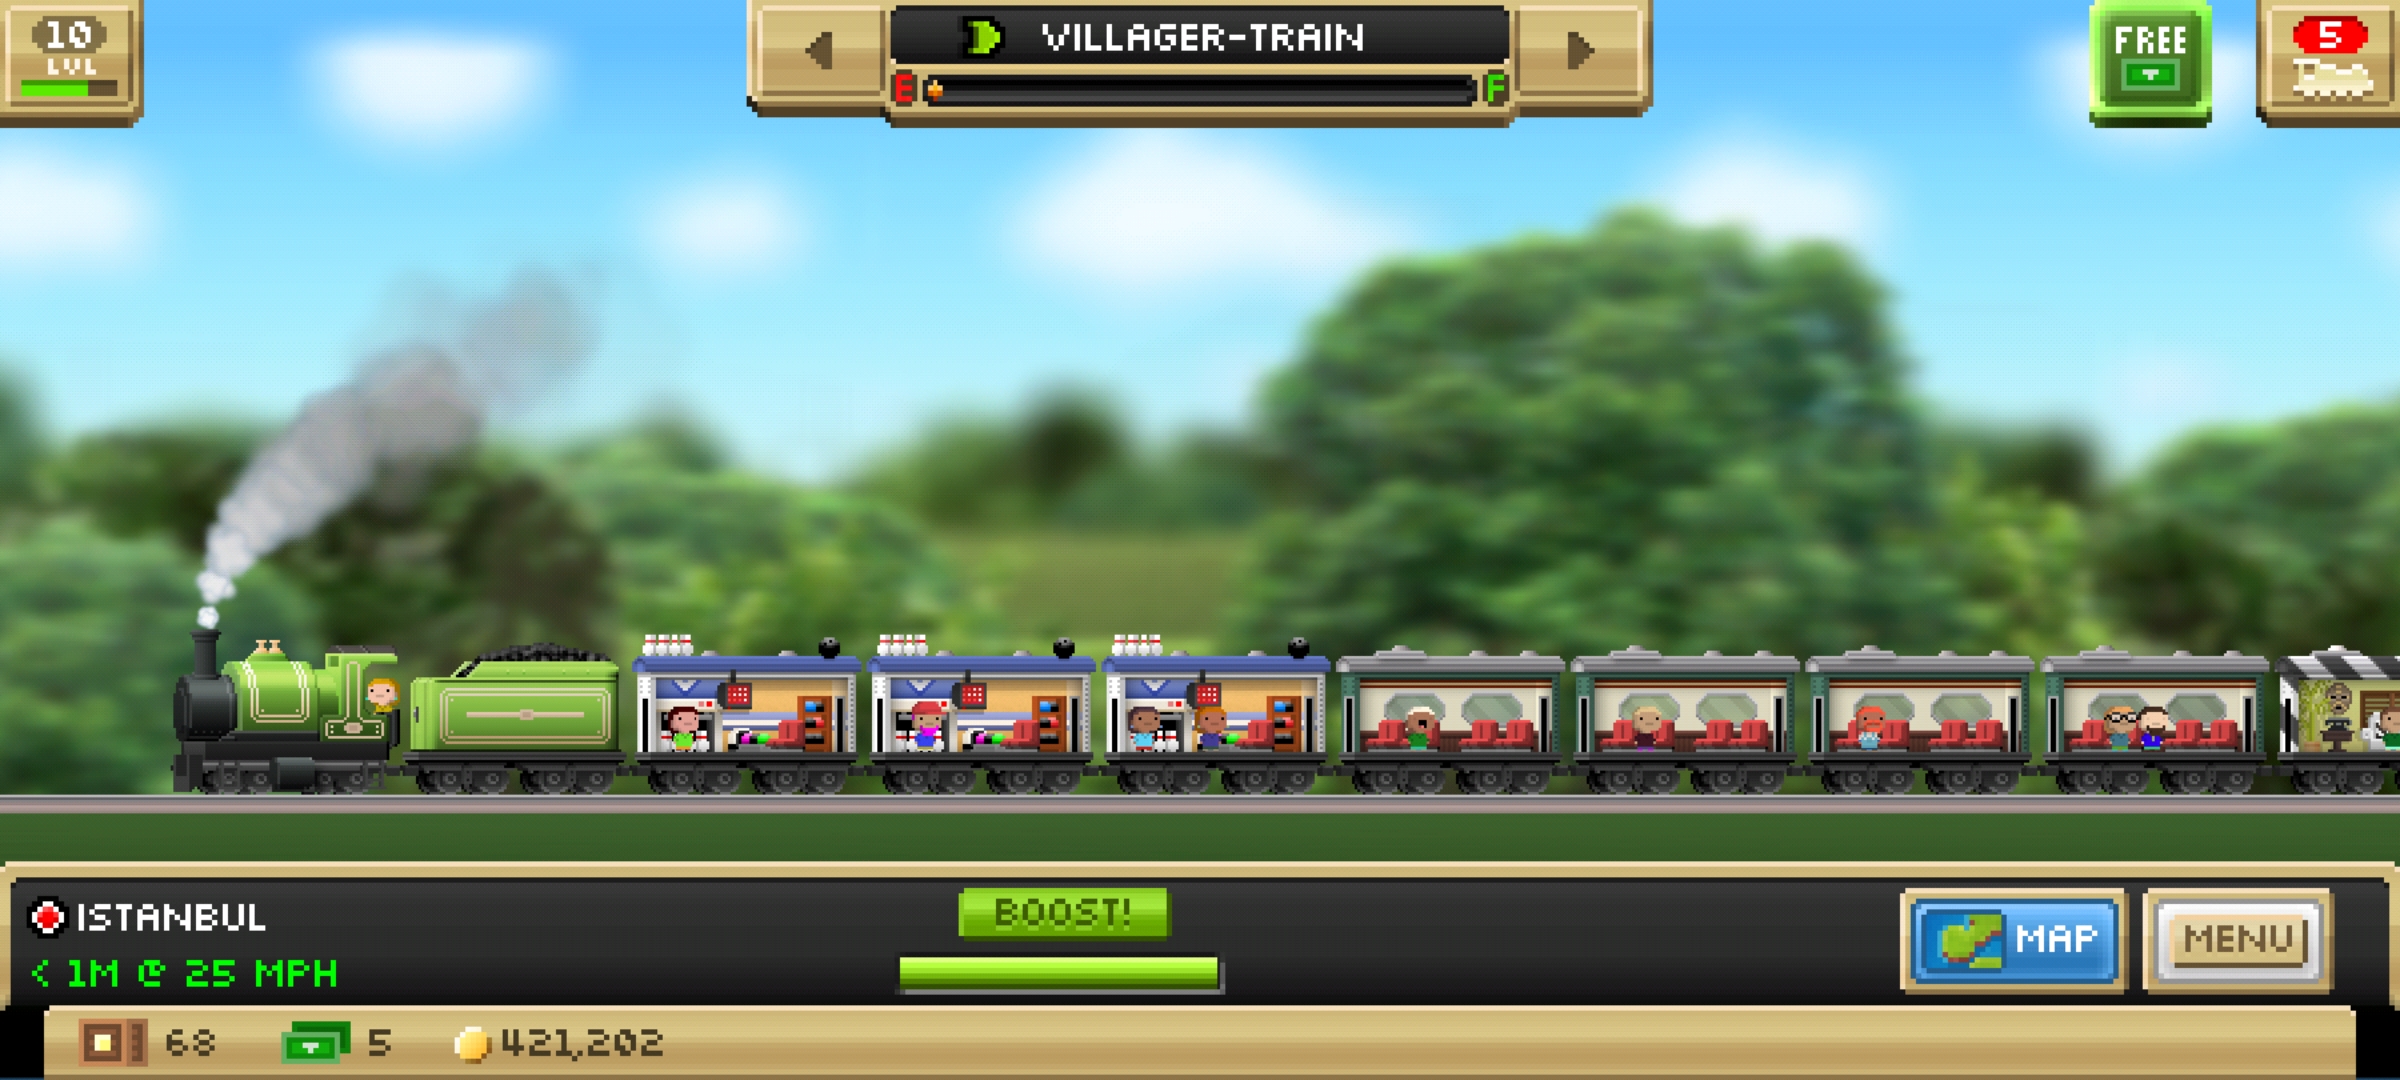 10
LVL
VILLAGER-TRAIN
E F
FREE
5
ISTANBUL
BOOST!
MAP
MENU
< 1M @ 25 MPH
68
5
421,202